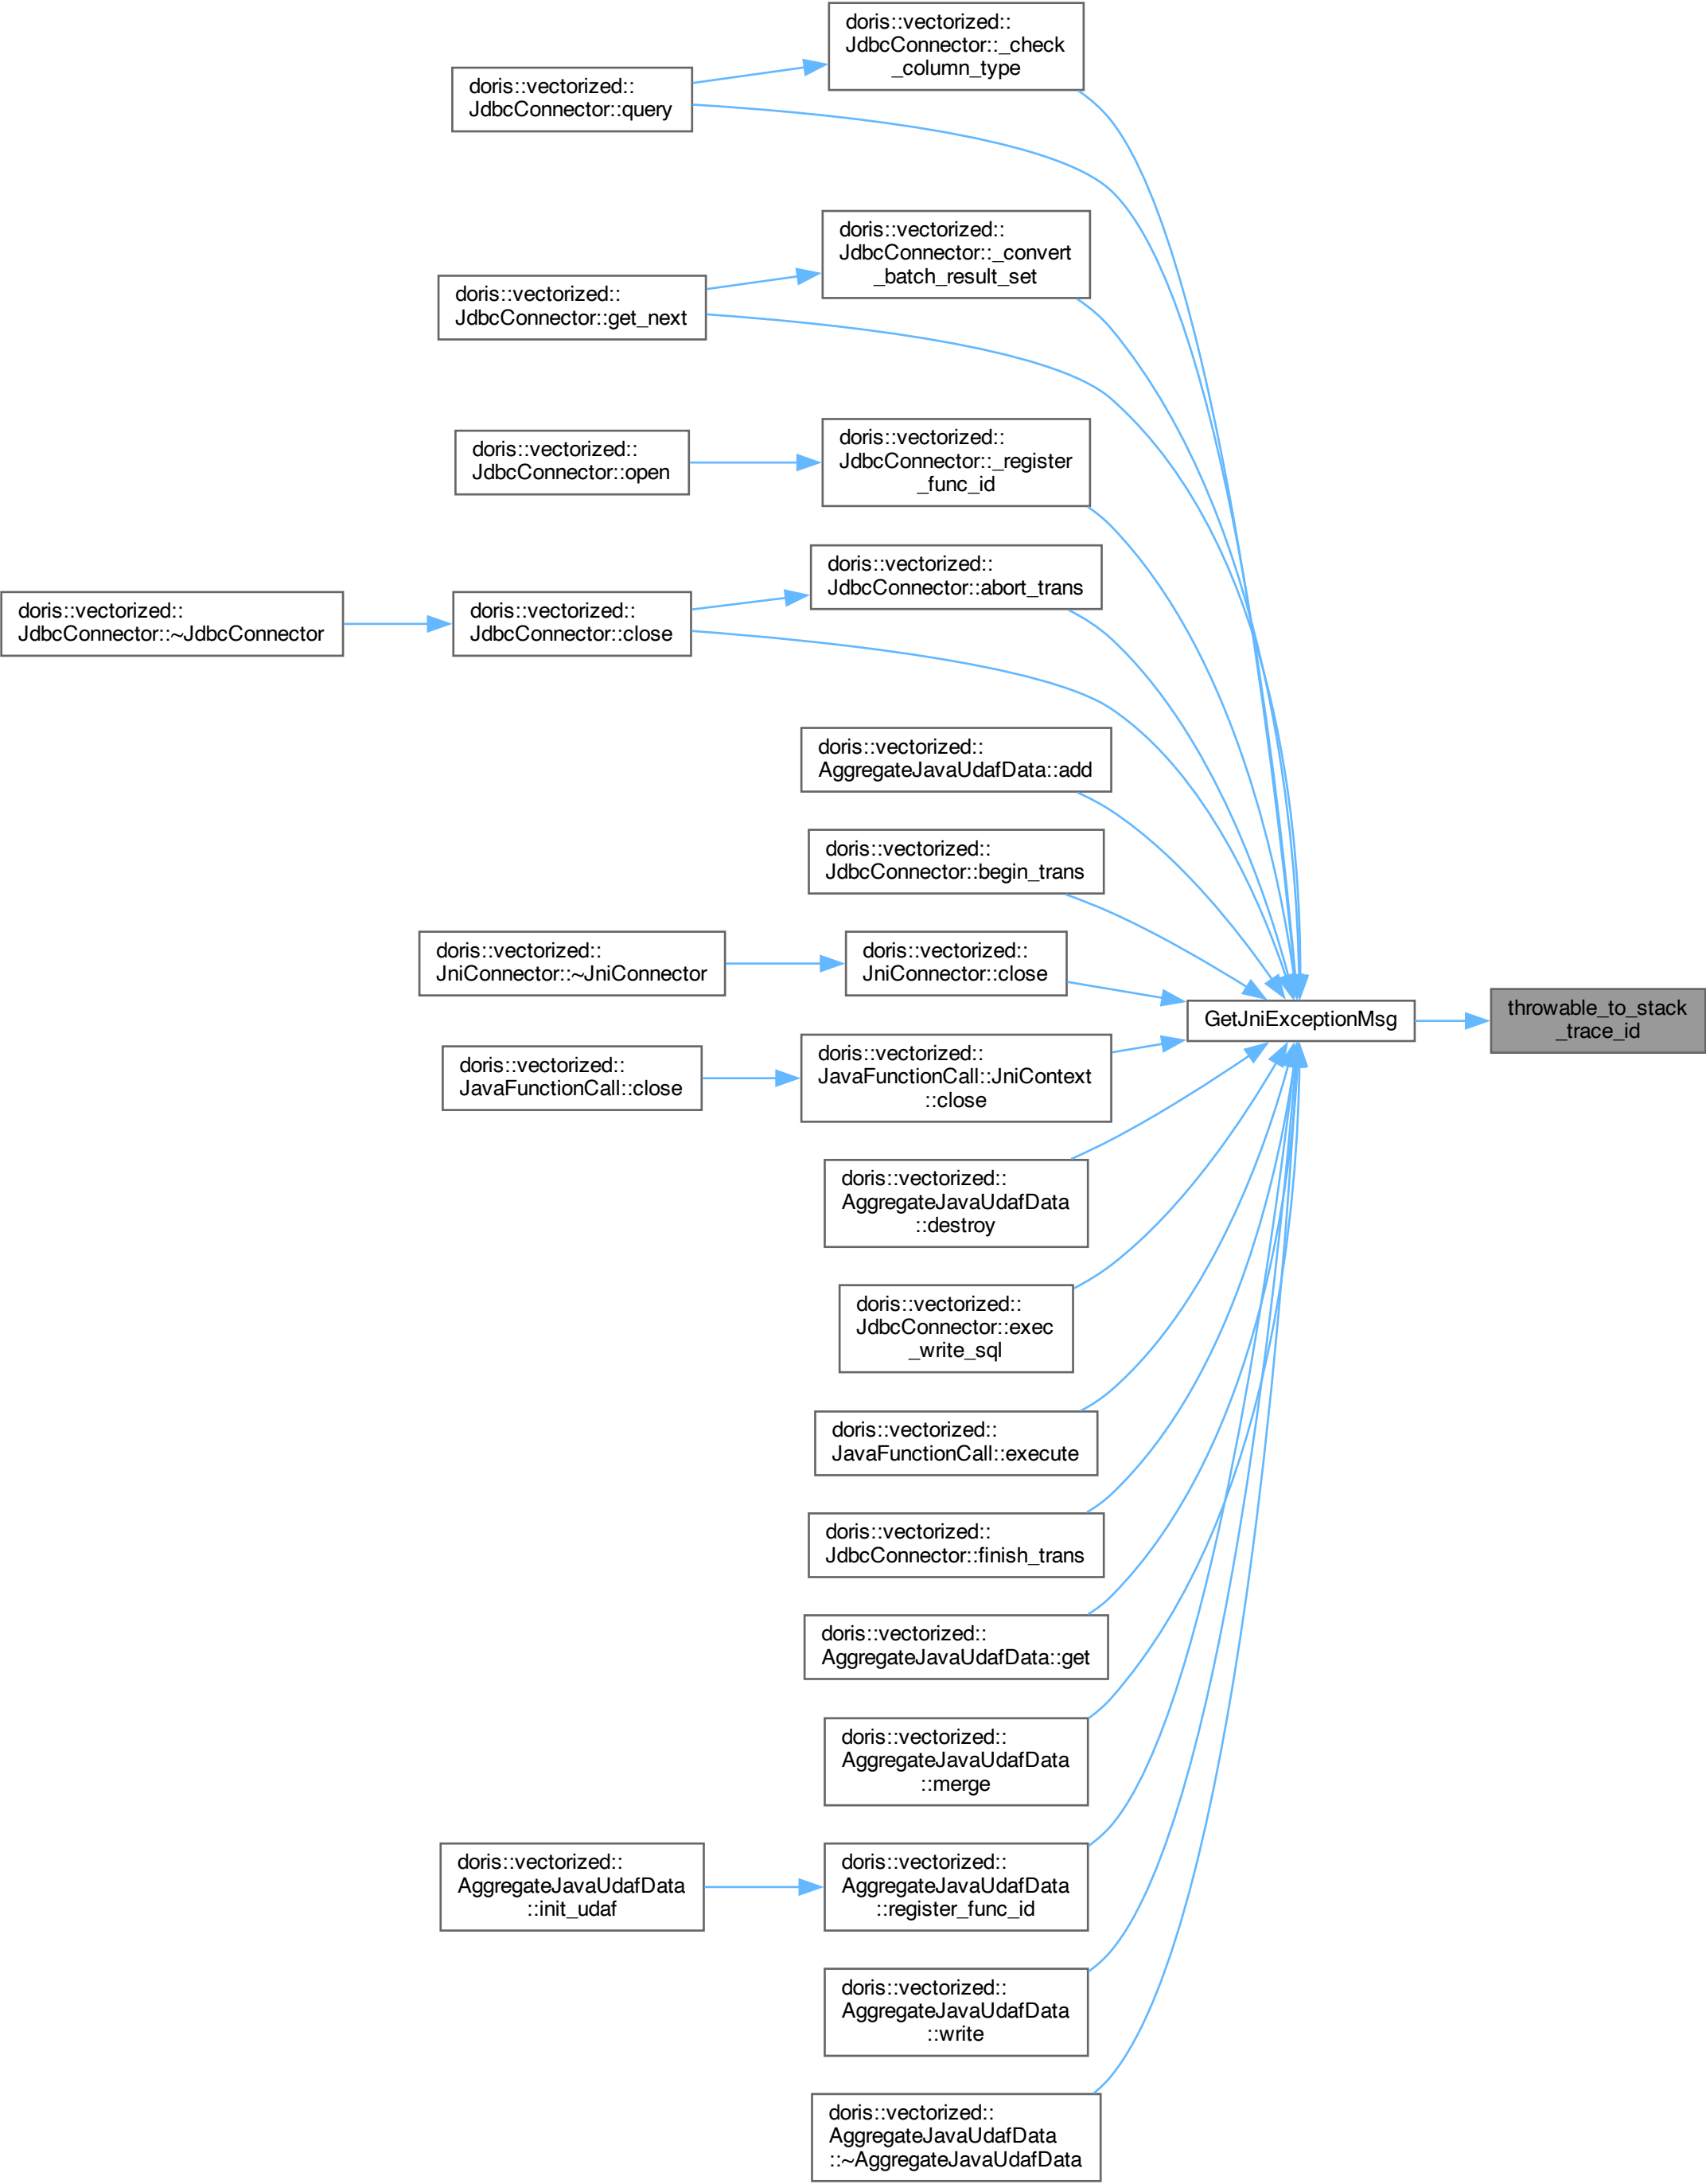 doris::vectorized::
JdbcConnector::_check
_column_type
doris::vectorized::
JdbcConnector::query
doris::vectorized::
JdbcConnector::_convert
_batch_result_set
doris::vectorized::
JdbcConnector::get_next
doris::vectorized::
JdbcConnector::_register
_func_id
doris::vectorized::
JdbcConnector::open
doris::vectorized::
JdbcConnector::abort_trans
doris::vectorized::
JdbcConnector::~JdbcConnector
doris::vectorized::
JdbcConnector::close
doris::vectorized::
AggregateJavaUdafData::add
doris::vectorized::
JdbcConnector::begin_trans
doris::vectorized::
JniConnector::~JniConnector
doris::vectorized::
JniConnector::close
GetJniExceptionMsg
throwable_to_stack
_trace_id
doris::vectorized::
JavaFunctionCall::close
doris::vectorized::
JavaFunctionCall::JniContext
::close
doris::vectorized::
AggregateJavaUdafData
::destroy
doris::vectorized::
JdbcConnector::exec
_write_sql
doris::vectorized::
JavaFunctionCall::execute
doris::vectorized::
JdbcConnector::finish_trans
doris::vectorized::
AggregateJavaUdafData::get
doris::vectorized::
AggregateJavaUdafData
::merge
doris::vectorized::
AggregateJavaUdafData
::init_udaf
doris::vectorized::
AggregateJavaUdafData
::register_func_id
doris::vectorized::
AggregateJavaUdafData
::write
doris::vectorized::
AggregateJavaUdafData
::~AggregateJavaUdafData